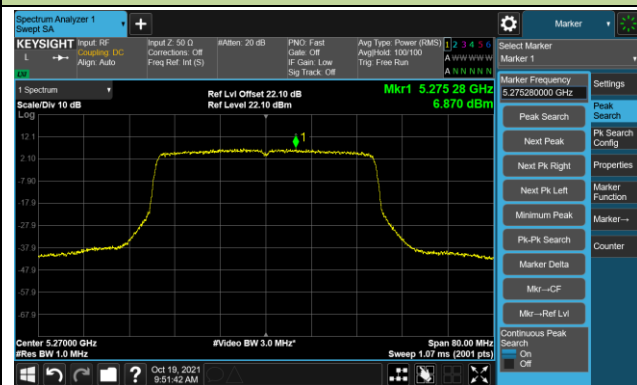 Spectrum Analyzer 1
Swept SA
+
Marker
KEYSIGHT
L
Input: RF
Coupling: DC
Align: Auto
Input Z: 50 Ω
Corrections: Off
Freq Ref: Int (S)
#Atten: 20 dB
PNO: Fast
Gate: Off
IF Gain: Low
Sig Track: Off
Avg Type: Power (RMS)
Avg|Hold: 100/100
Trig: Free Run
1 2 3 4 5 6
A W W W W W
A N N N N N
Select Marker
Marker 1
1 Spectrum
Scale/Div 10 dB
Log
Ref Lvl Offset 22.10 dB
Ref Level 22.10 dBm
Mkr1 5.275 28 GHz
6.870 dBm
1
12.1
2.10
-7.90
-17.9
-27.9
-37.9
-47.9
-57.9
-67.9
Center 5.27000 GHz
#Res BW 1.0 MHz
#Video BW 3.0 MHz*
Span 80.00 MHz
Sweep 1.07 ms (2001 pts)
Marker Frequency
5.275280000 GHz
Peak Search
Next Peak
Next Pk Right
Next Pk Left
Minimum Peak
Pk-Pk Search
Marker Delta
Mkr→CF
Mkr→Ref Lvl
Continuous Peak
Search
On
Off
Settings
Peak
Search
Pk Search
Config
Properties
Marker
Function
Marker→
Counter
?
Oct 19, 2021
9:51:42 AM